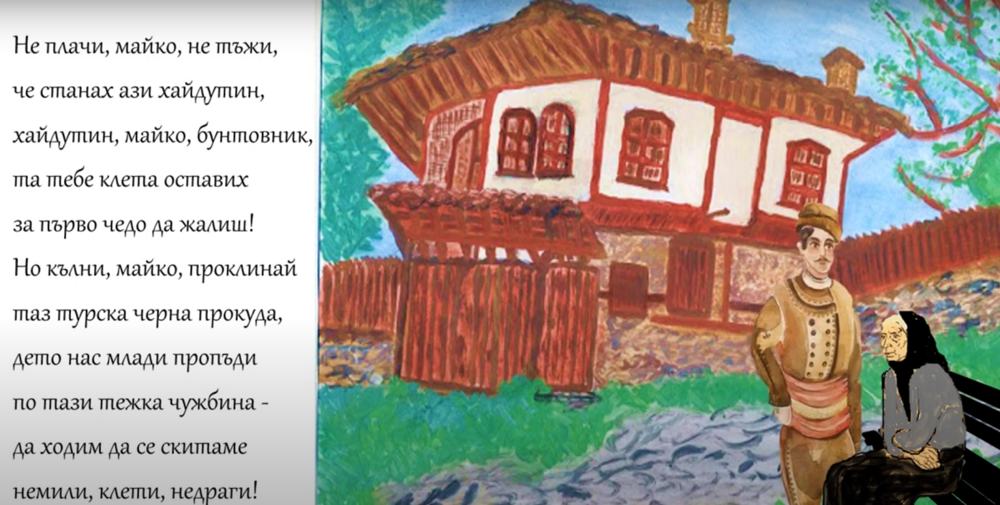 Не плачи, майко, не тъжи,
че станах ази хайдутин,
хайдутин, майко, бунтовник,
та тебе клета оставих
за първо чедо да жалиш!
Но кълни, майко, проклинай
таз турска черна прокуда,
дето нас млади пропъди
по тази тежка чужбина -
да ходим да се скитаме
немили, клети, недраги!